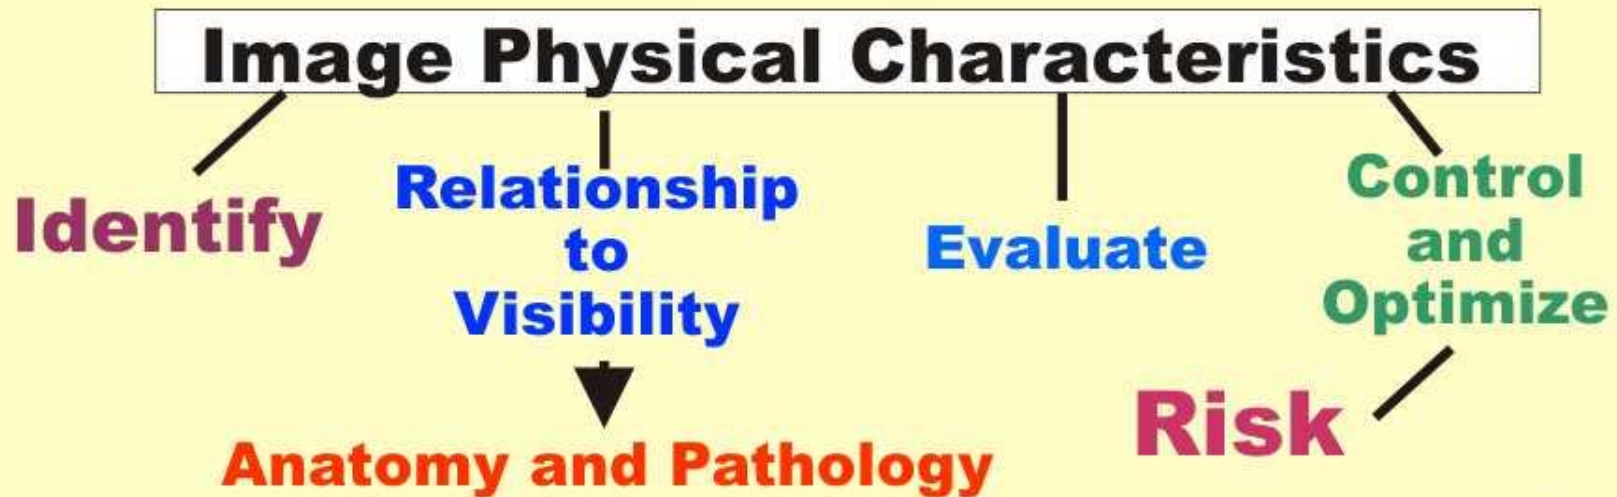 Image Physical Characteristics
Identify
Relationship
to
Visibility
Anatomy and Pathology
Evaluate
Control
and
Optimize
Risk